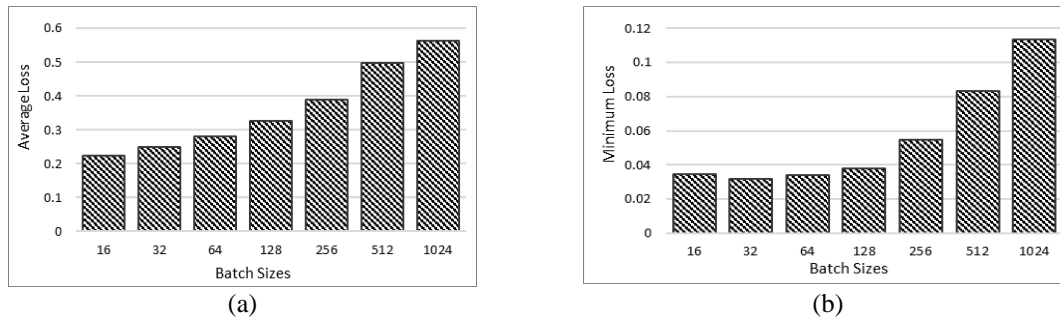 0.6
0.5
0.4
0.3
0.2
0.1
0
Average Loss
16 32 64 128 256 512 1024
Batch Sizes
(a)
0.12
0.1
0.08
0.06
0.04
0.02
0
Minimum Loss
16 32 64 128 256 512 1024
Batch Sizes
(b)